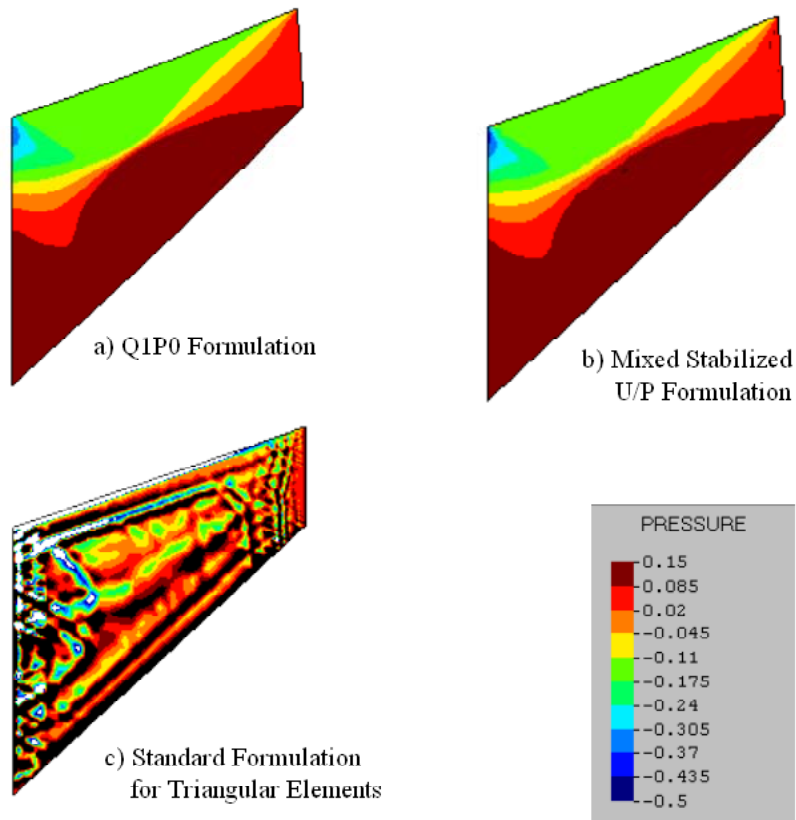 a) Q1P0 Formulation
b) Mixed Stabilized
U/P Formulation
c) Standard Formulation
for Triangular Elements
PRESSURE
0.15
0.085
0.02
-0.045
-0.11
-0.175
-0.24
-0.305
-0.37
-0.435
-0.5